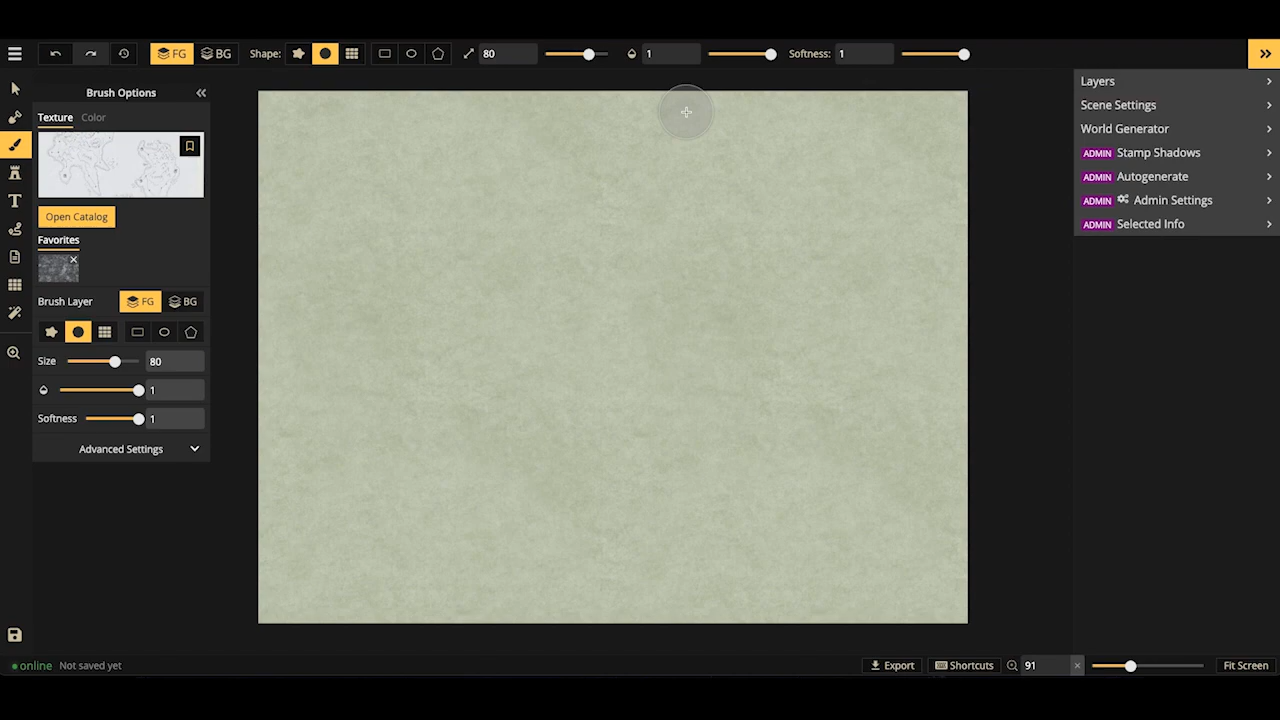 FG
BG
Shape:
80
1
Softness:
1
Brush Options
Texture
Color
Open Catalog
Favorites
Brush Layer
FG
BG
Size
80
1
Softness
1
Advanced Settings
Layers
Scene Settings
World Generator
ADMIN Stamp Shadows
ADMIN Autogenerate
ADMIN Admin Settings
ADMIN Selected Info
online
Not saved yet
Export
Shortcuts
91
Fit Screen